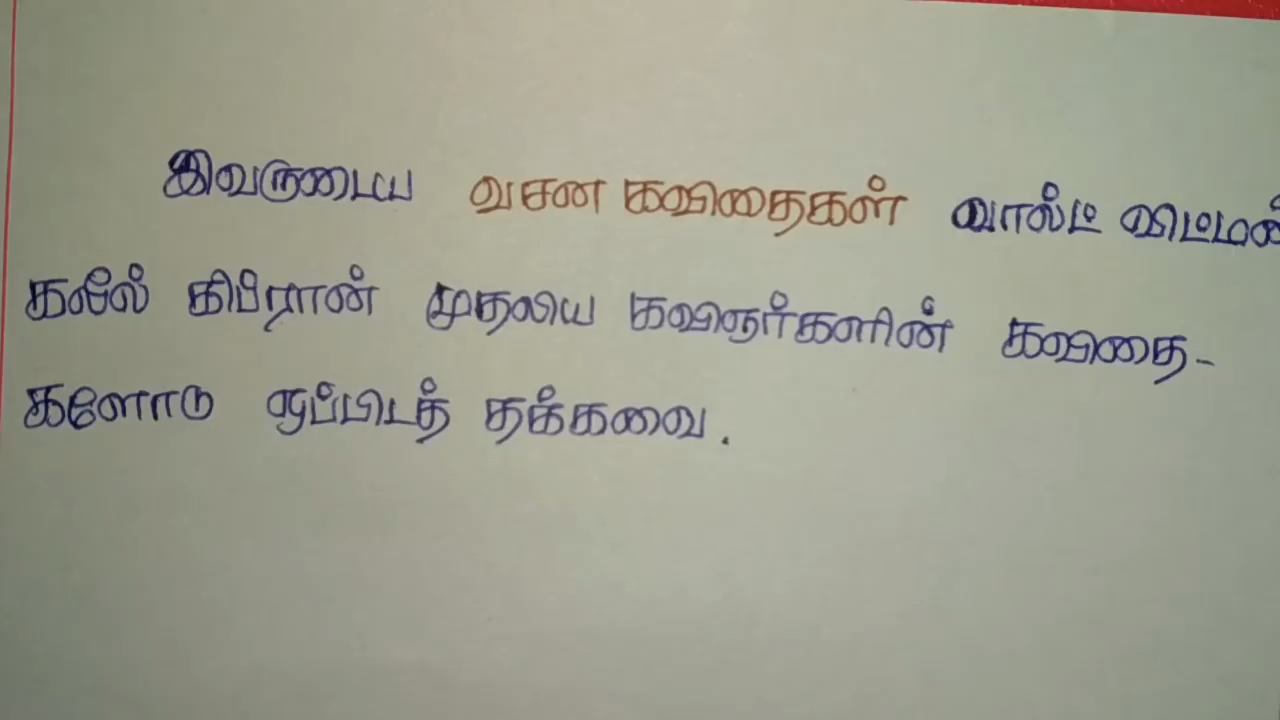 இவருடைய வசன கவிதைகள் வால்ட் விட்மன்
கலீல் கிப்ரான் முதலிய கவிஞர்களின் கவிதை-
களோடு ஒப்பிடத் தக்கவை.